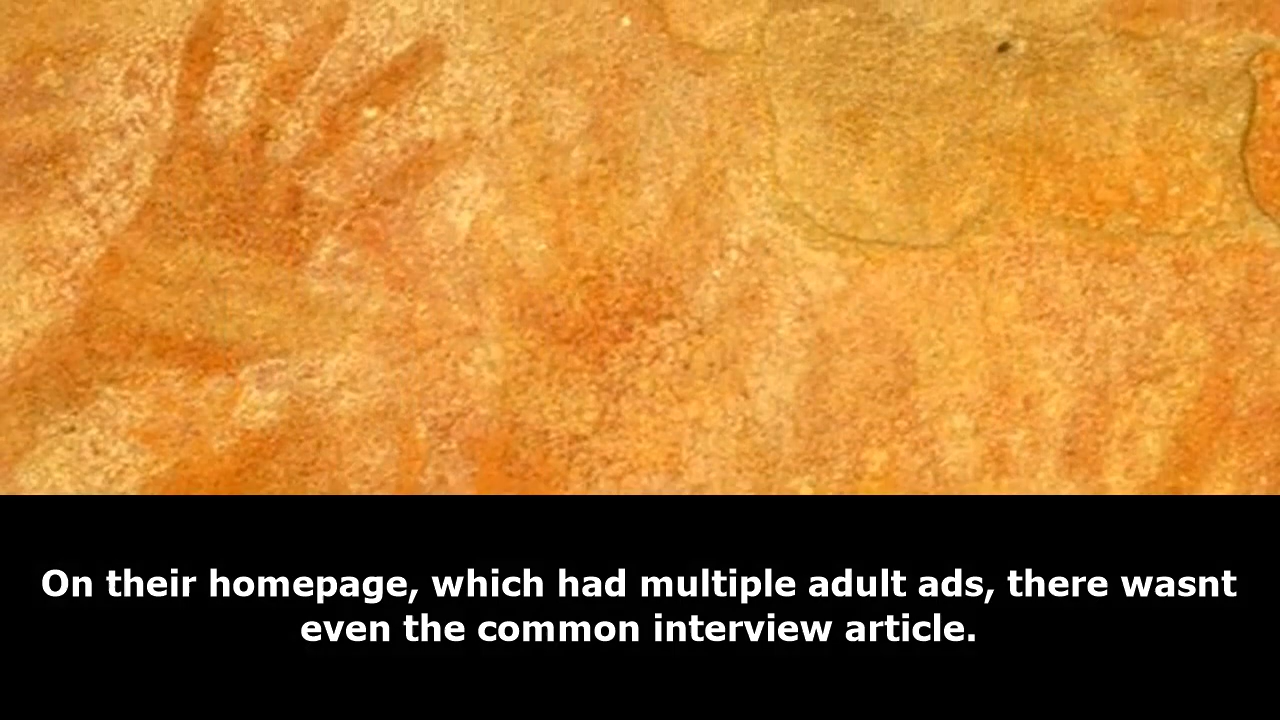 On their homepage, which had multiple adult ads, there wasnt
even the common interview article.